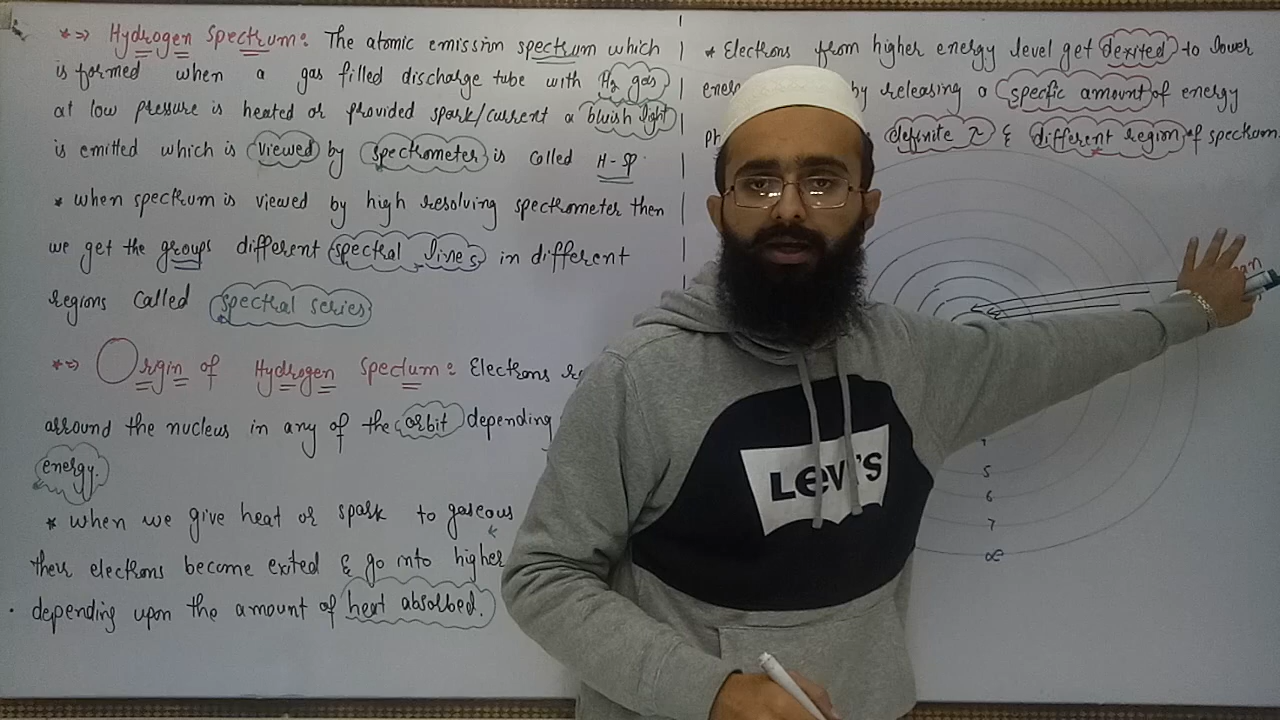 *⇒ Hydrogen Spectrum: The atomic emission spectrum which
is formed when a gas filled discharge tube with H₂ gas
at low pressure is heated or provided spark/current a bluish light
is emitted which is viewed by spectrometer is called H-sp.
* when spectrum is viewed by high resolving spectrometer then
we get the groups different spectral lines in different
regions called spectral series
*⇒ Orgin of Hydrogen Spectum: Electrons
arround the nucleus in any of the orbit depending
energy.
* when we give heat or spark to gaseous
their electrons become exited & go into higher
depending upon the amount of heat absorbed.
* Electrons from higher energy level get dexited to lower
by releasing a specfic amount of energy
definite λ & different region of spectrum
5
6
7
∞
LEVI'S